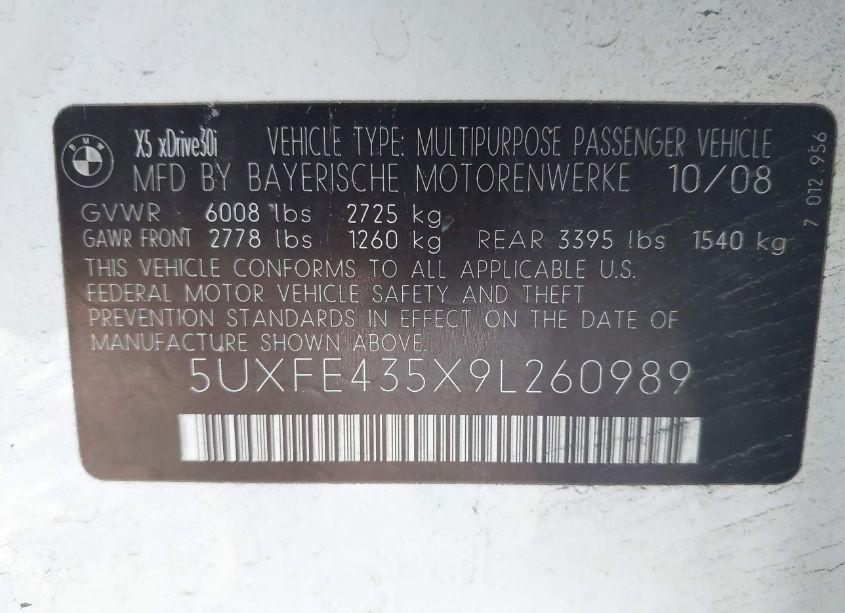 BMW X5 xDrive30i VEHICLE TYPE: MULTIPURPOSE PASSENGER VEHICLE
MFD BY BAYERISCHE MOTORENWERKE 10/08
GVWR 6008 lbs 2725 kg
GAWR FRONT 2778 lbs 1260 kg REAR 3395 lbs 1540 kg
THIS VEHICLE CONFORMS TO ALL APPLICABLE U.S.
FEDERAL MOTOR VEHICLE SAFETY AND THEFT
PREVENTION STANDARDS IN EFFECT ON THE DATE OF
MANUFACTURE SHOWN ABOVE.
5UXFE435X9L260989
7 012 956